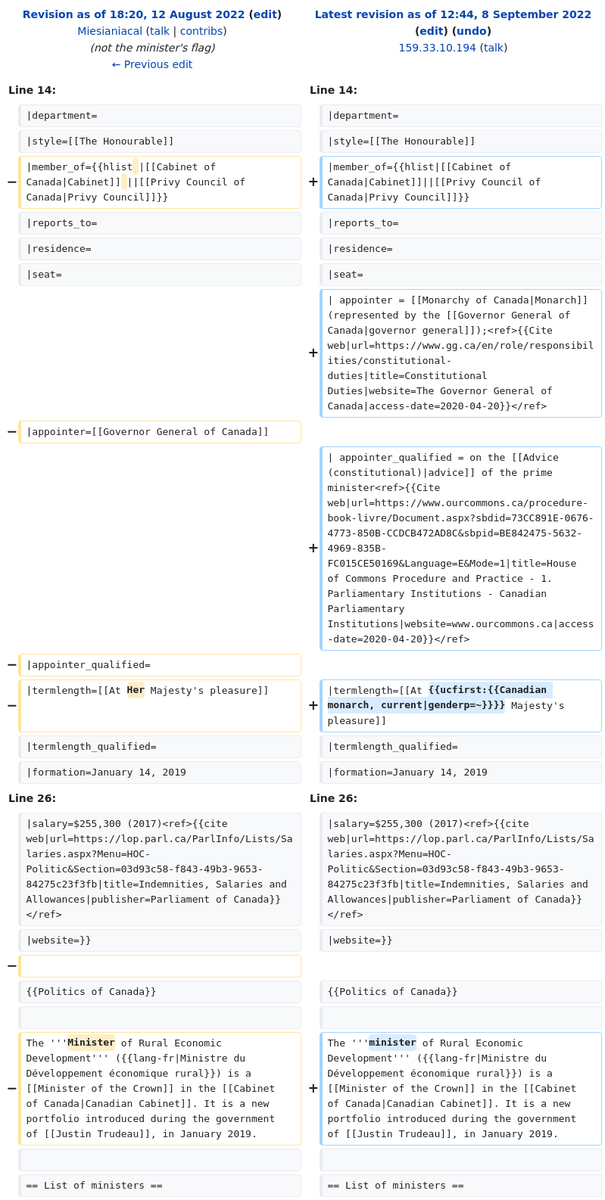 Revision as of 18:20, 12 August 2022 (edit)
Miesianiacal (talk | contribs)
(not the minister's flag)
← Previous edit
Latest revision as of 12:44, 8 September 2022
(edit) (undo)
159.33.10.194 (talk)
Line 14:
Line 14:
|department=
|department=
|style=[[The Honourable]]
|style=[[The Honourable]]
−
|member_of={{hlist |[[Cabinet of
Canada|Cabinet]] ||[[Privy Council of
Canada|Privy Council]]}}
+
|member_of={{hlist|[[Cabinet of
Canada|Cabinet]]||[[Privy Council of
Canada|Privy Council]]}}
|reports_to=
|reports_to=
|residence=
|residence=
|seat=
|seat=
+
| appointer = [[Monarchy of Canada|Monarch]]
(represented by the [[Governor General of
Canada|governor general]]);<ref>{{Cite
web|url=https://www.gg.ca/en/role/responsibil
ities/constitutional-
duties|title=Constitutional
Duties|website=The Governor General of
Canada|access-date=2020-04-20}}</ref>
−
|appointer=[[Governor General of Canada]]
+
| appointer_qualified = on the [[Advice
(constitutional)|advice]] of the prime
minister<ref>{{Cite
web|url=https://www.ourcommons.ca/procedure-
book-livre/Document.aspx?sbdid=73CC891E-0676-
4773-850B-CCDCB472AD8C&sbpid=BE842475-5632-
4969-835B-
FC015CE50169&Language=E&Mode=1|title=House
of Commons Procedure and Practice - 1.
Parliamentary Institutions - Canadian
Parliamentary
Institutions|website=www.ourcommons.ca|access
-date=2020-04-20}}</ref>
−
|appointer_qualified=
−
|termlength=[[At Her Majesty's pleasure]]
+
|termlength=[[At {{ucfirst:{{Canadian
monarch, current|genderp=~}}}} Majesty's
pleasure]]
|termlength_qualified=
|termlength_qualified=
|formation=January 14, 2019
|formation=January 14, 2019
Line 26:
Line 26:
|salary=$255,300 (2017)<ref>{{cite
web|url=https://lop.parl.ca/ParlInfo/Lists/Sa
laries.aspx?Menu=HOC-
Politic&Section=03d93c58-f843-49b3-9653-
84275c23f3fb|title=Indemnities, Salaries and
Allowances|publisher=Parliament of Canada}}
</ref>
|salary=$255,300 (2017)<ref>{{cite
web|url=https://lop.parl.ca/ParlInfo/Lists/Sa
laries.aspx?Menu=HOC-
Politic&Section=03d93c58-f843-49b3-9653-
84275c23f3fb|title=Indemnities, Salaries and
Allowances|publisher=Parliament of Canada}}
</ref>
|website=}}
|website=}}
−
{{Politics of Canada}}
{{Politics of Canada}}
−
The '''Minister of Rural Economic
Development''' ({{lang-fr|Ministre du
Développement économique rural}}) is a
[[Minister of the Crown]] in the [[Cabinet
of Canada|Canadian Cabinet]]. It is a new
portfolio introduced during the government
of [[Justin Trudeau]], in January 2019.
+
The '''minister of Rural Economic
Development''' ({{lang-fr|Ministre du
Développement économique rural}}) is a
[[Minister of the Crown]] in the [[Cabinet
of Canada|Canadian Cabinet]]. It is a new
portfolio introduced during the government
of [[Justin Trudeau]], in January 2019.
== List of ministers ==
== List of ministers ==